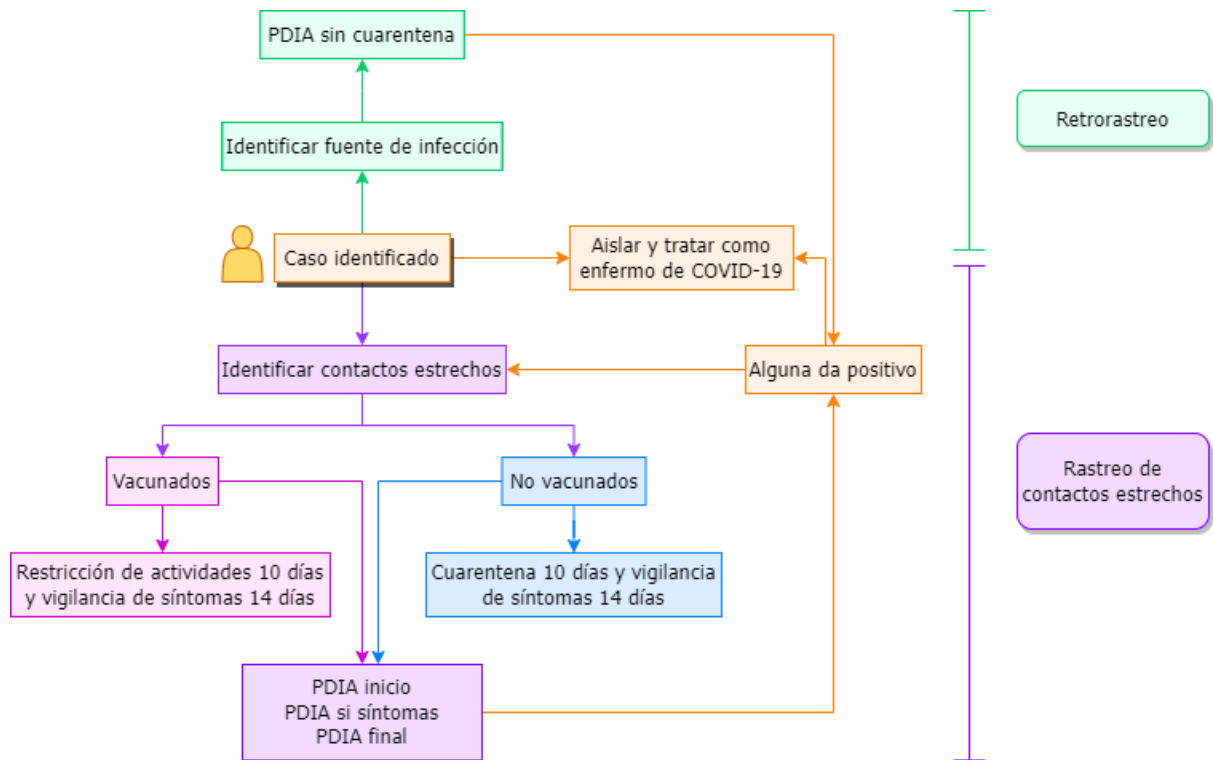 PDIA sin cuarentena
Retrorastreo
Identificar fuente de infección
Caso identificado
Aislar y tratar como
enfermo de COVID-19
Identificar contactos estrechos
Alguna da positivo
Vacunados
No vacunados
Rastreo de
contactos estrechos
Restricción de actividades 10 días
y vigilancia de síntomas 14 días
Cuarentena 10 días y vigilancia
de síntomas 14 días
PDIA inicio
PDIA si síntomas
PDIA final